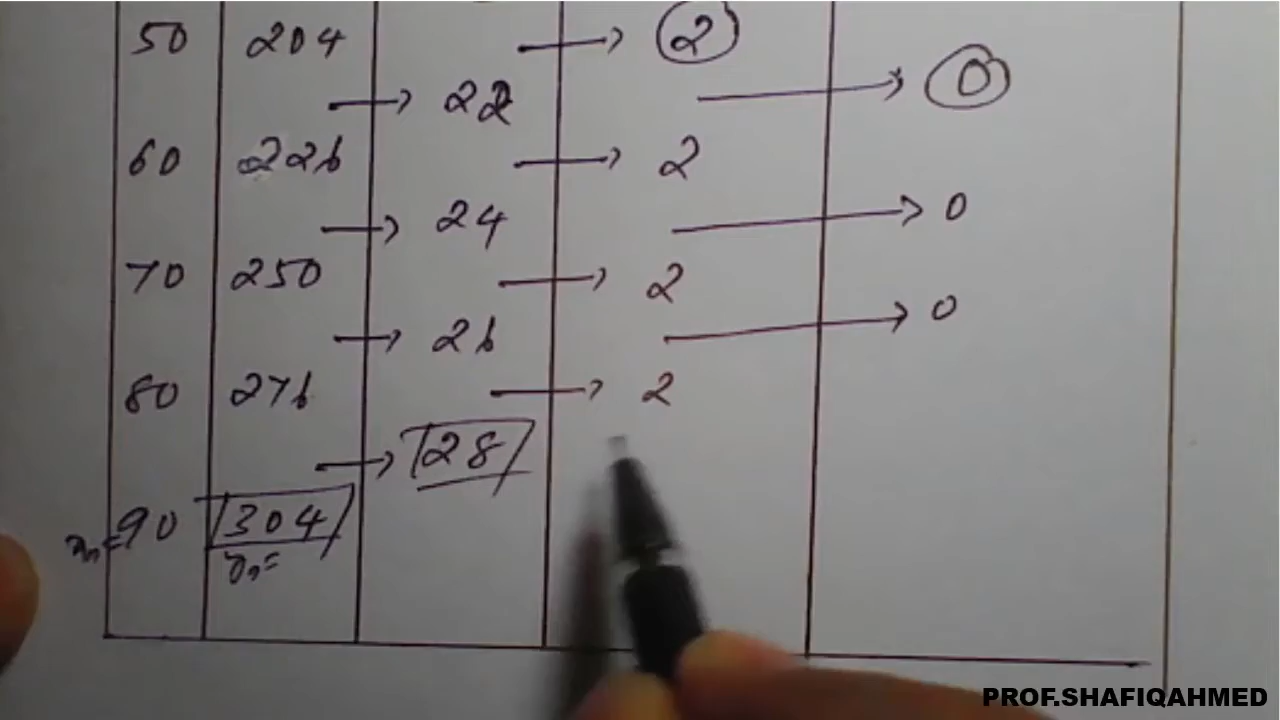 50 204 → → 2
→ 22 → 0
60 226 → 2
→ 24 → 0
70 250 → 2
→ 26 → 0
80 276 → 2
→ 28
xn = 90 304
yn =
PROF.SHAFIQAHMED